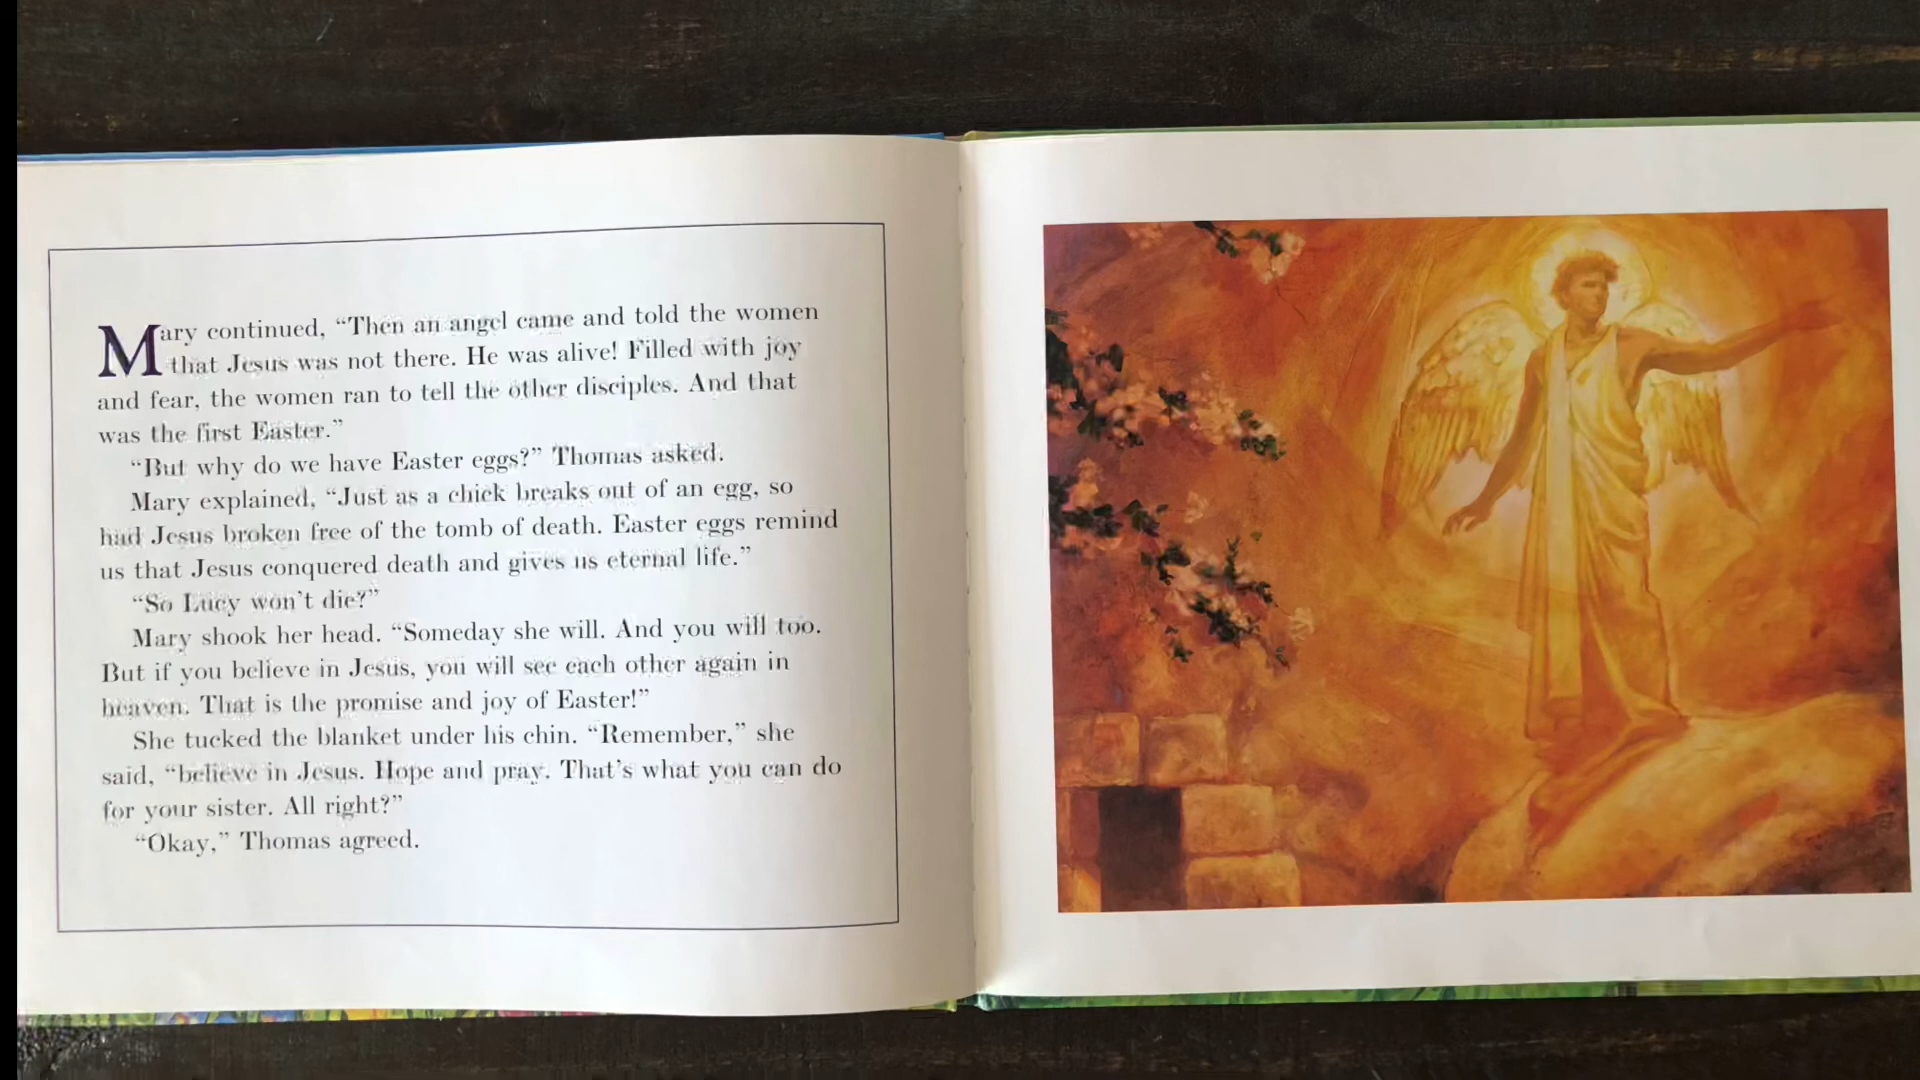 Mary continued, “Then an angel came and told the women
that Jesus was not there. He was alive! Filled with joy
and fear, the women ran to tell the other disciples. And that
was the first Easter.”
“But why do we have Easter eggs?” Thomas asked.
Mary explained, “Just as a chick breaks out of an egg, so
had Jesus broken free of the tomb of death. Easter eggs remind
us that Jesus conquered death and gives us eternal life.”
“So Lucy won’t die?”
Mary shook her head. “Someday she will. And you will too.
But if you believe in Jesus, you will see each other again in
heaven. That is the promise and joy of Easter!”
She tucked the blanket under his chin. “Remember,” she
said, “believe in Jesus. Hope and pray. That’s what you can do
for your sister. All right?”
“Okay,” Thomas agreed.